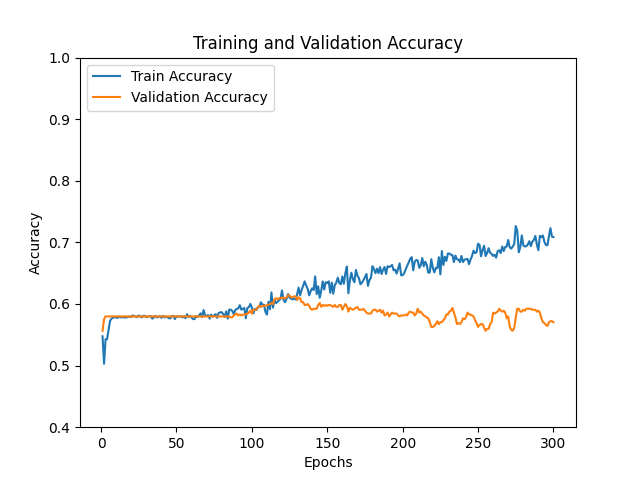 Training and Validation Accuracy
Train Accuracy
Validation Accuracy
1.0
0.9
0.8
0.7
0.6
0.5
0.4
Accuracy
0 50 100 150 200 250 300
Epochs